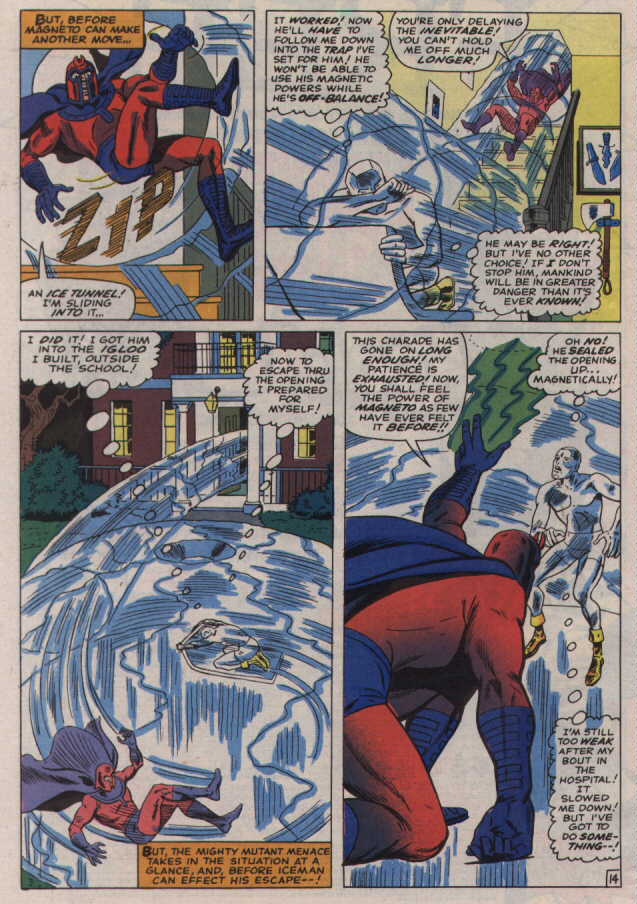 BUT, BEFORE
MAGNETO CAN MAKE
ANOTHER MOVE...
ZIP
AN ICE TUNNEL!
I'M SLIDING
INTO IT...
IT WORKED! NOW
HE'LL HAVE TO
FOLLOW ME DOWN
INTO THE TRAP I'VE
SET FOR HIM! HE
WON'T BE ABLE TO
USE HIS MAGNETIC
POWERS WHILE
HE'S OFF-BALANCE!
YOU'RE ONLY DELAYING
THE INEVITABLE!
YOU CAN'T HOLD
ME OFF MUCH
LONGER!
HE MAY BE RIGHT!
BUT I'VE NO OTHER
CHOICE! IF I DON'T
STOP HIM, MANKIND
WILL BE IN GREATER
DANGER THAN IT'S
EVER KNOWN!
I DID IT! I GOT HIM
INTO THE IGLOO
I BUILT, OUTSIDE
THE SCHOOL!
NOW TO
ESCAPE THRU
THE OPENING
I PREPARED
FOR
MYSELF!
BUT, THE MIGHTY MUTANT MENACE
TAKES IN THE SITUATION AT A
GLANCE, AND, BEFORE ICEMAN
CAN EFFECT HIS ESCAPE--!
THIS CHARADE HAS
GONE ON LONG
ENOUGH! MY
PATIENCE IS
EXHAUSTED! NOW,
YOU SHALL FEEL
THE POWER OF
MAGNETO AS FEW
HAVE EVER FELT
IT BEFORE!!
OH NO!
HE SEALED
THE OPENING
UP...
MAGNETICALLY!
I'M STILL
TOO WEAK
AFTER MY
BOUT IN
THE
HOSPITAL!
IT
SLOWED
ME DOWN!
BUT I'VE
GOT TO
DO SOME-
THING--!
14